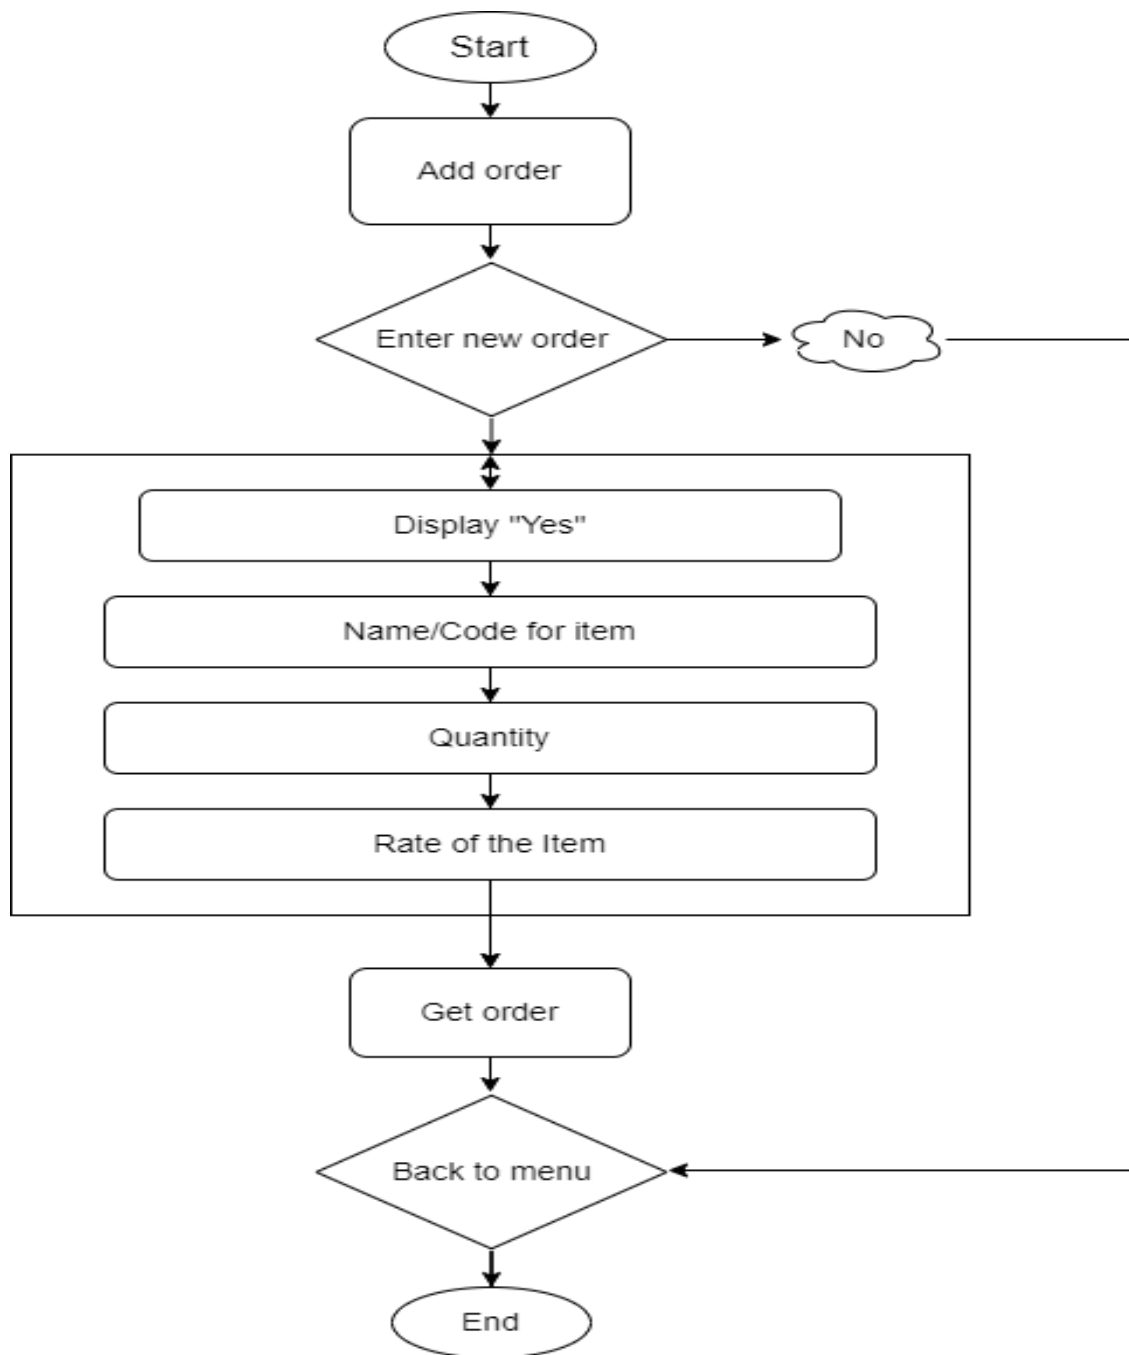 Start
Add order
Enter new order
No
Display "Yes"
Name/Code for item
Quantity
Rate of the Item
Get order
Back to menu
End